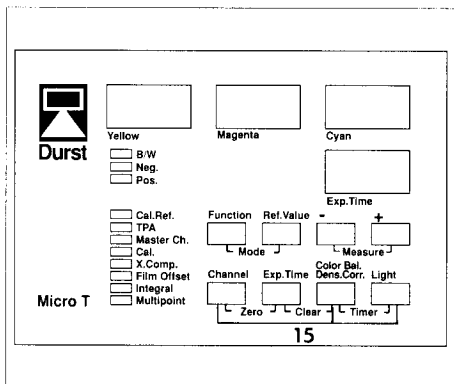 Yellow Magenta Cyan
Durst
B/W
Neg.
Pos.
Exp.Time
Cal.Ref.
TPA
Master Ch.
Cal.
X.Comp.
Film Offset
Integral
Multipoint
Function Ref.Value - +
Mode Measure
Channel Exp.Time Color Bal. Dens.Corr. Light
Zero Clear Timer
Micro T
15